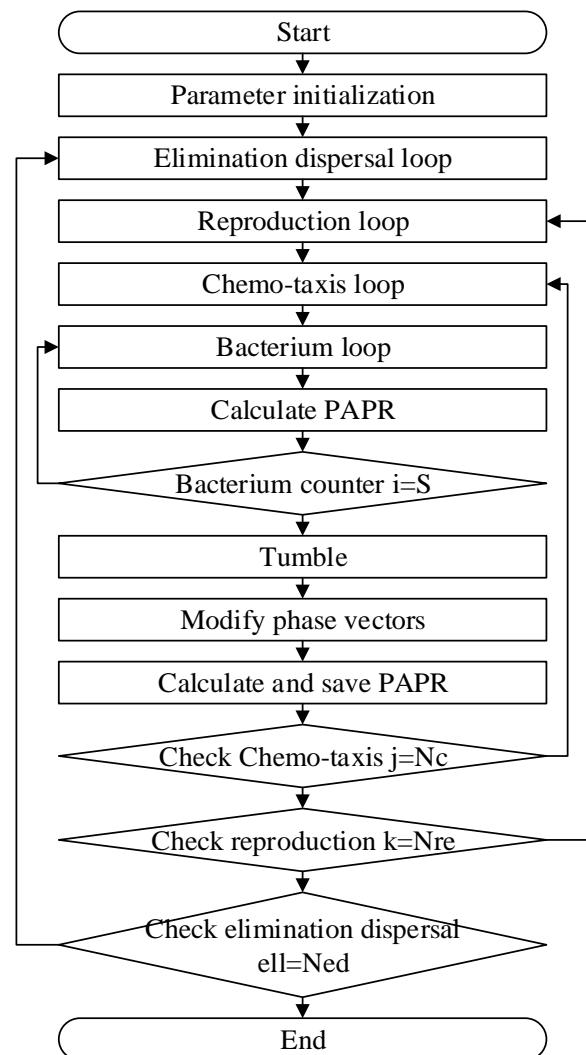 Start
Parameter initialization
Elimination dispersal loop
Reproduction loop
Chemo-taxis loop
Bacterium loop
Calculate PAPR
Bacterium counter i=S
Tumble
Modify phase vectors
Calculate and save PAPR
Check Chemo-taxis j=Nc
Check reproduction k=Nre
Check elimination dispersal
ell=Ned
End